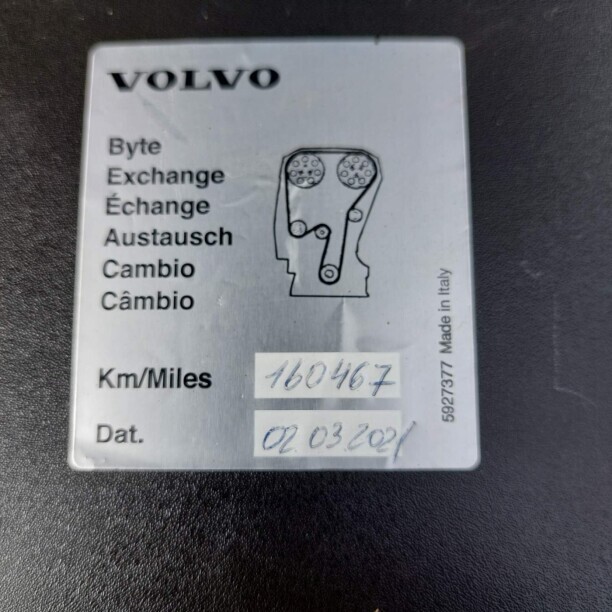 VOLVO
Byte
Exchange
Échange
Austausch
Cambio
Câmbio
Km/Miles 160467
Dat. 02 03.2021
5927377 Made in Italy